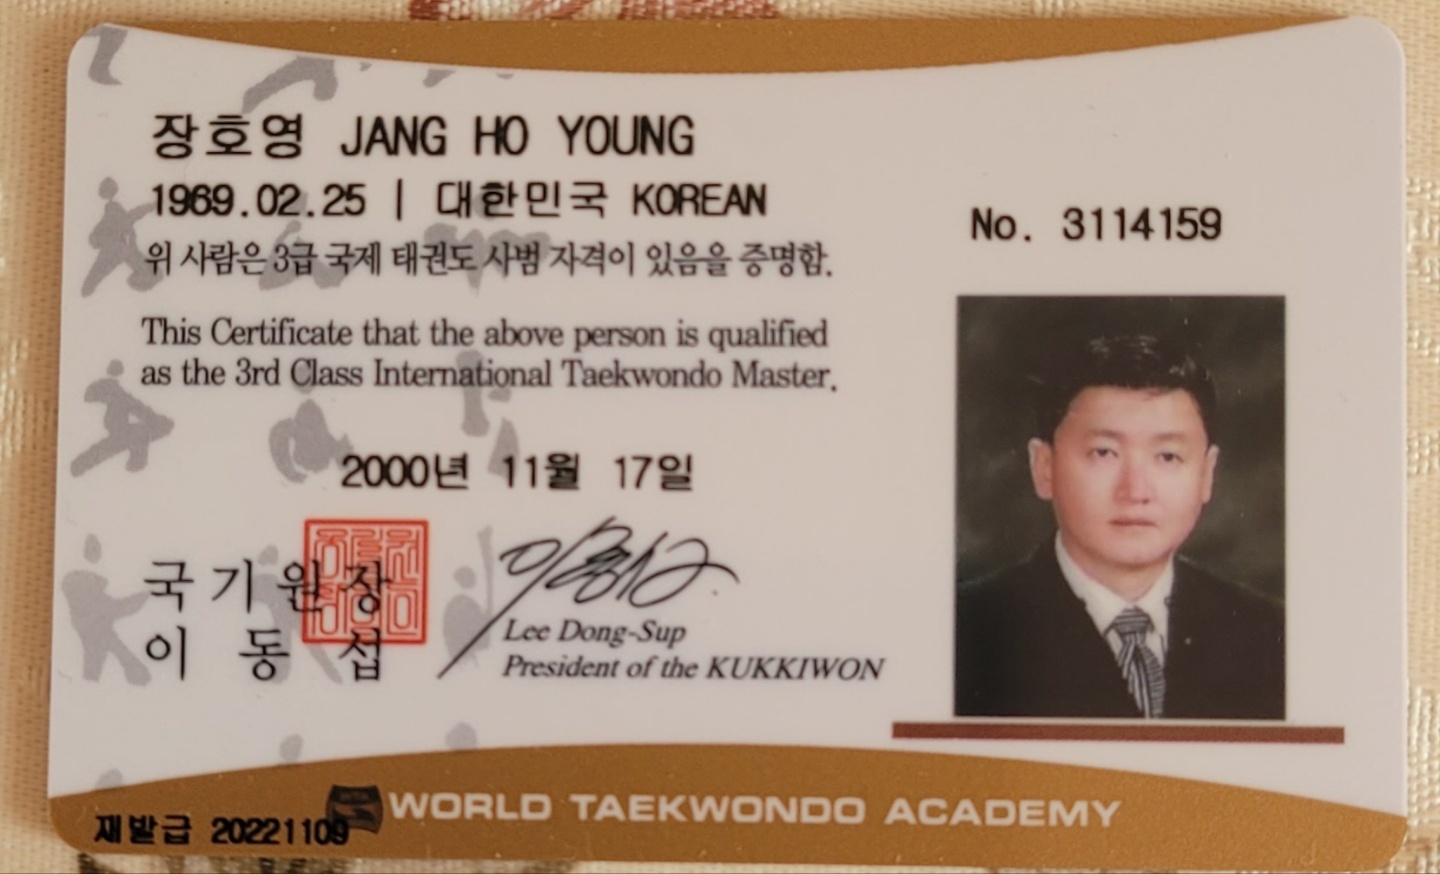 장호영 JANG HO YOUNG
1969.02.25 | 대한민국 KOREAN
No. 3114159
위 사람은 3급 국제 태권도 사범 자격이 있음을 증명함.
This Certificate that the above person is qualified
as the 3rd Class International Taekwondo Master.
2000년 11월 17일
국기원장
이동섭
Lee Dong-Sup
President of the KUKKIWON
WORLD TAEKWONDO ACADEMY
재발급 20221109